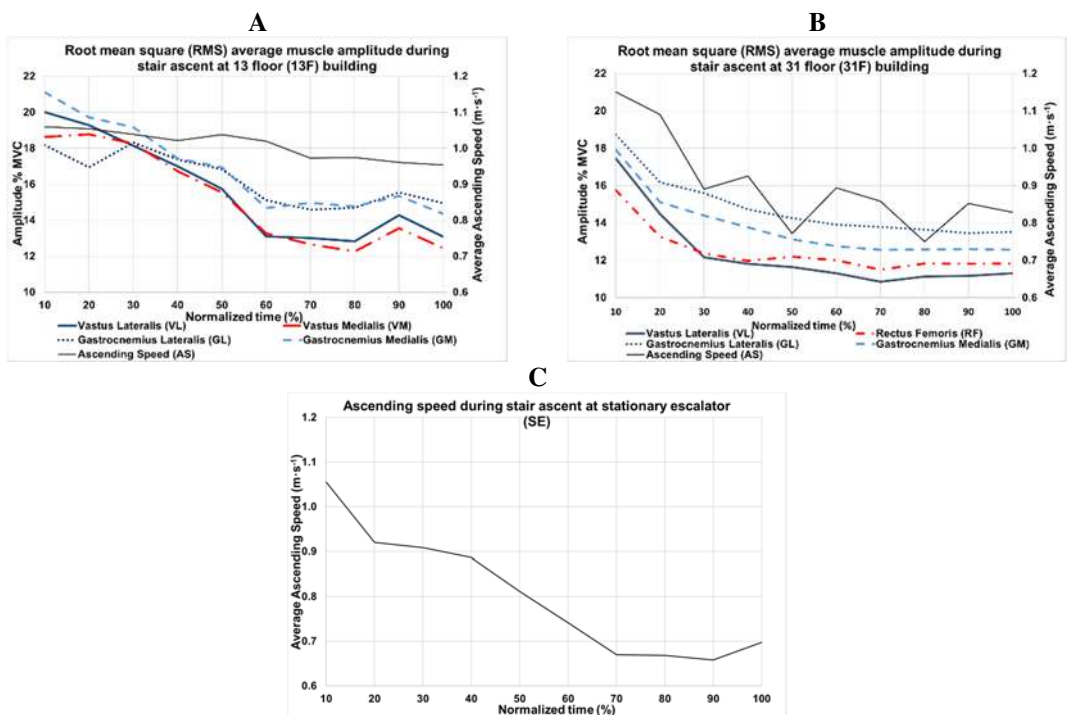 A
Root mean square (RMS) average muscle amplitude during
stair ascent at 13 floor (13F) building
22
20
18
16
14
12
10
Amplitude % MVC
1.2
1.1
1.0
0.9
0.8
0.7
0.6
Average Ascending Speed (m·s⁻¹)
10 20 30 40 50 60 70 80 90 100
Normalized time (%)
Vastus Lateralis (VL) Vastus Medialis (VM)
Gastrocnemius Lateralis (GL) Gastrocnemius Medialis (GM)
Ascending Speed (AS)
B
Root mean square (RMS) average muscle amplitude during
stair ascent at 31 floor (31F) building
22
20
18
16
14
12
10
Amplitude % MVC
1.2
1.1
1.0
0.9
0.8
0.7
0.6
Average Ascending Speed (m·s⁻¹)
10 20 30 40 50 60 70 80 90 100
Normalized time (%)
Vastus Lateralis (VL) Rectus Femoris (RF)
Gastrocnemius Lateralis (GL) Gastrocnemius Medialis (GM)
Ascending Speed (AS)
C
Ascending speed during stair ascent at stationary escalator
(SE)
1.2
1.1
1.0
0.9
0.8
0.7
0.6
Average Ascending Speed (m·s⁻¹)
10 20 30 40 50 60 70 80 90 100
Normalized time (%)